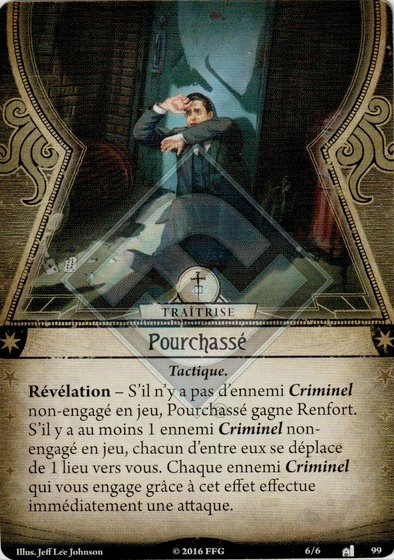 TRAÎTRISE
Pourchassé
Tactique.
Révélation – S'il n'y a pas d'ennemi Criminel
non-engagé en jeu, Pourchassé gagne Renfort.
S'il y a au moins 1 ennemi Criminel non-
engagé en jeu, chacun d'entre eux se déplace
de 1 lieu vers vous. Chaque ennemi Criminel
qui vous engage grâce à cet effet effectue
immédiatement une attaque.
Illus. Jeff Lee Johnson © 2016 FFG 6/6 99